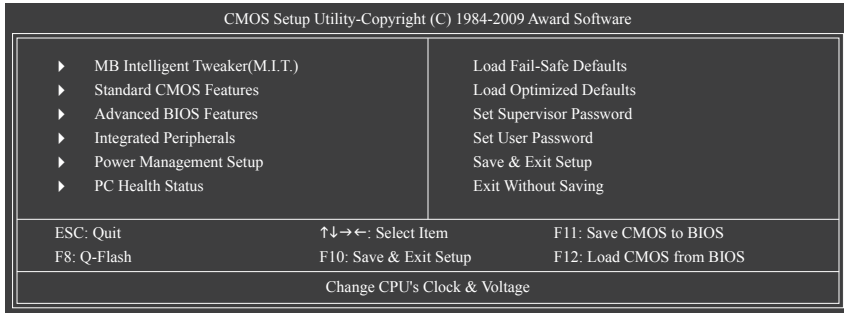 CMOS Setup Utility-Copyright (C) 1984-2009 Award Software
MB Intelligent Tweaker(M.I.T.)
Standard CMOS Features
Advanced BIOS Features
Integrated Peripherals
Power Management Setup
PC Health Status
Load Fail-Safe Defaults
Load Optimized Defaults
Set Supervisor Password
Set User Password
Save & Exit Setup
Exit Without Saving
ESC: Quit ↑↓→←: Select Item F11: Save CMOS to BIOS
F8: Q-Flash F10: Save & Exit Setup F12: Load CMOS from BIOS
Change CPU's Clock & Voltage